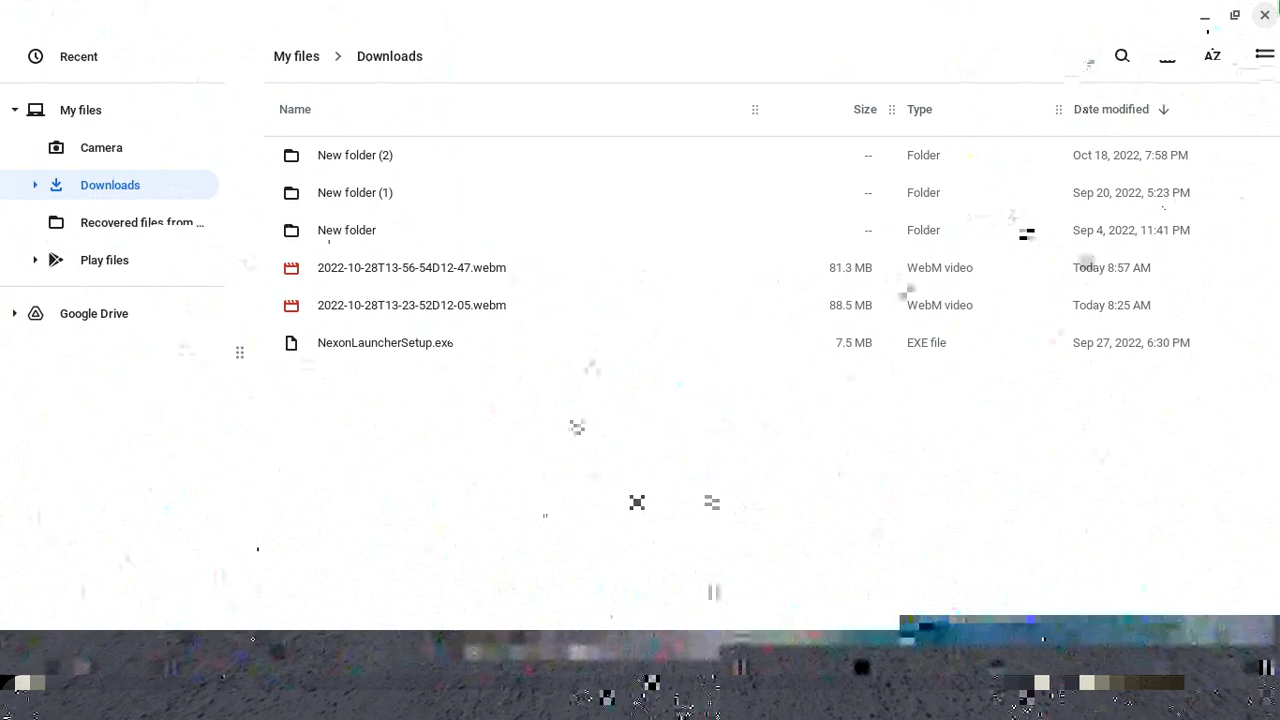 Recent
My files > Downloads
AZ
My files
Camera
Downloads
Recovered files from …
Play files
Google Drive
Name Size Type Date modified
New folder (2) -- Folder Oct 18, 2022, 7:58 PM
New folder (1) -- Folder Sep 20, 2022, 5:23 PM
New folder -- Folder Sep 4, 2022, 11:41 PM
2022-10-28T13-56-54D12-47.webm 81.3 MB WebM video Today 8:57 AM
2022-10-28T13-23-52D12-05.webm 88.5 MB WebM video Today 8:25 AM
NexonLauncherSetup.exe 7.5 MB EXE file Sep 27, 2022, 6:30 PM